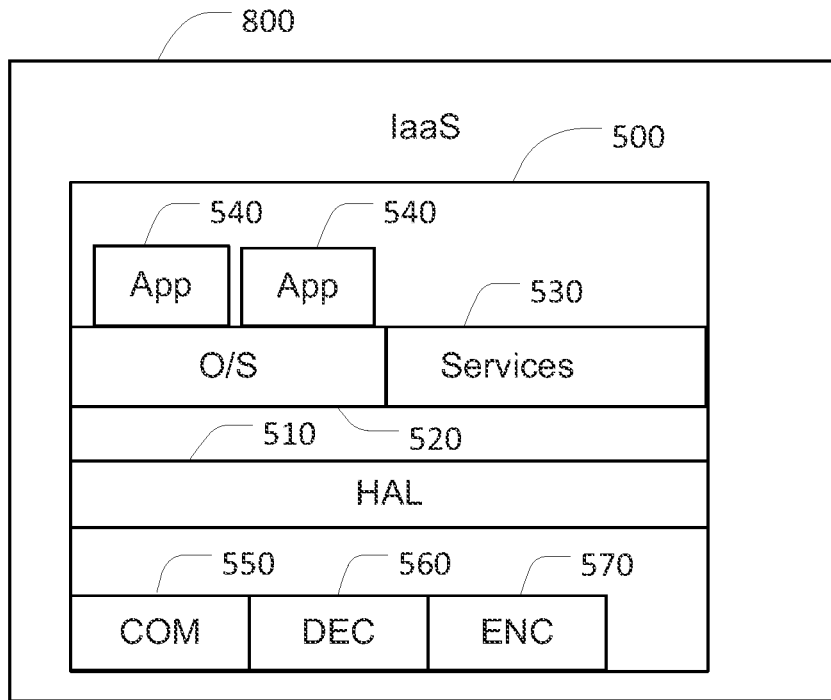 800
IaaS
500
540 540
App App
530
O/S Services
510 520
HAL
550 560 570
COM DEC ENC